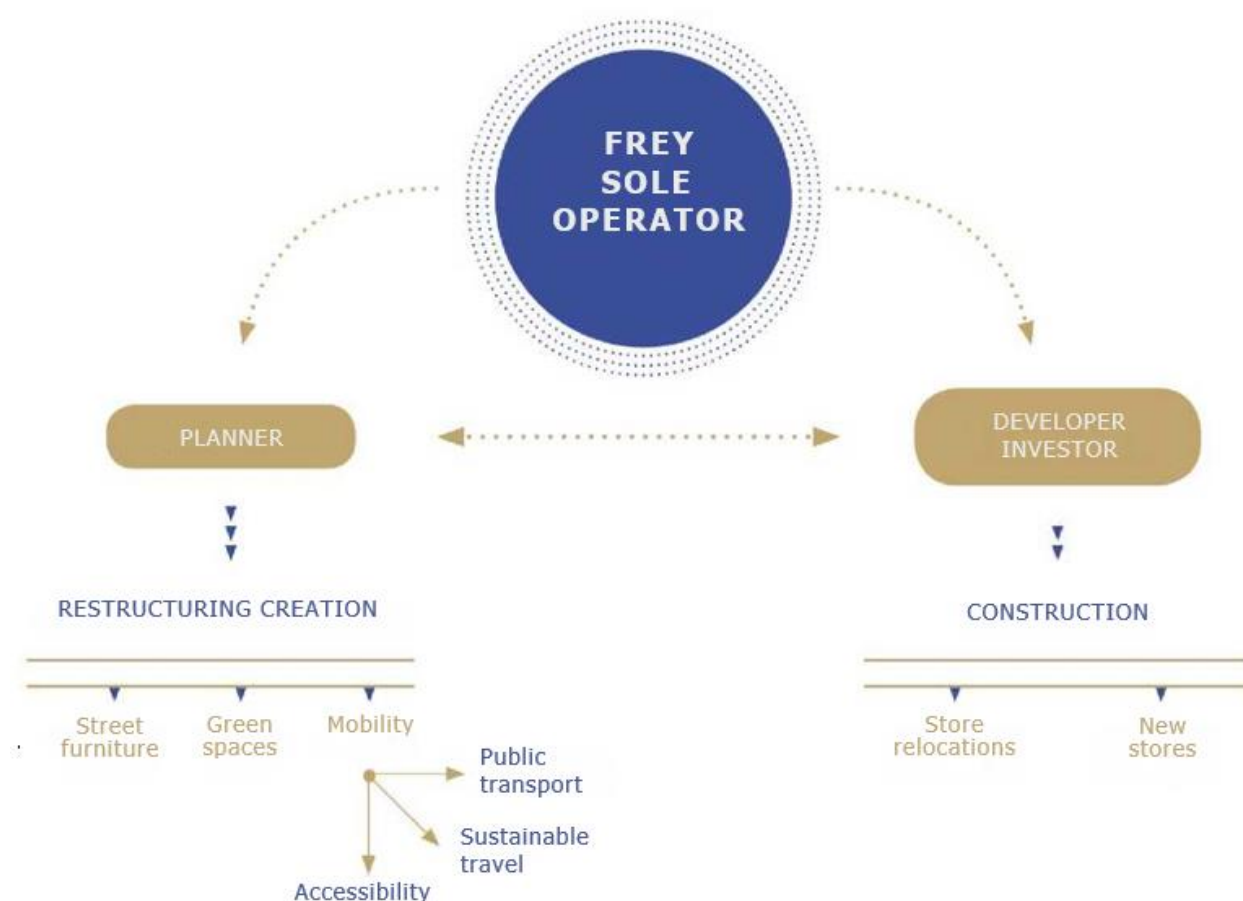 FREY
SOLE
OPERATOR
PLANNER
DEVELOPER
INVESTOR
RESTRUCTURING CREATION
CONSTRUCTION
Street
furniture
Green
spaces
Mobility
Store
relocations
New
stores
Public
transport
Sustainable
travel
Accessibility